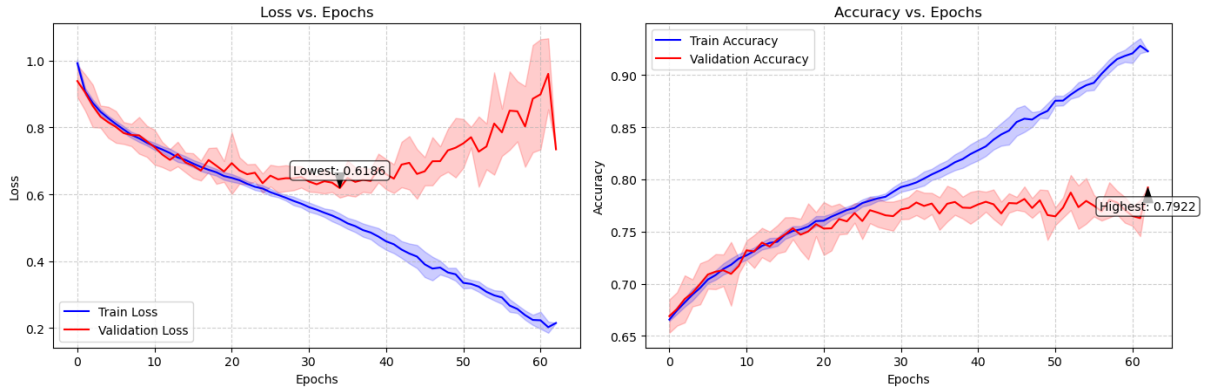 Loss vs. Epochs
Loss
1.0
0.8
0.6
0.4
0.2
Lowest: 0.6186
Train Loss
Validation Loss
0 10 20 30 40 50 60
Epochs
Accuracy vs. Epochs
Accuracy
0.90
0.85
0.80
0.75
0.70
0.65
Train Accuracy
Validation Accuracy
Highest: 0.7922
0 10 20 30 40 50 60
Epochs